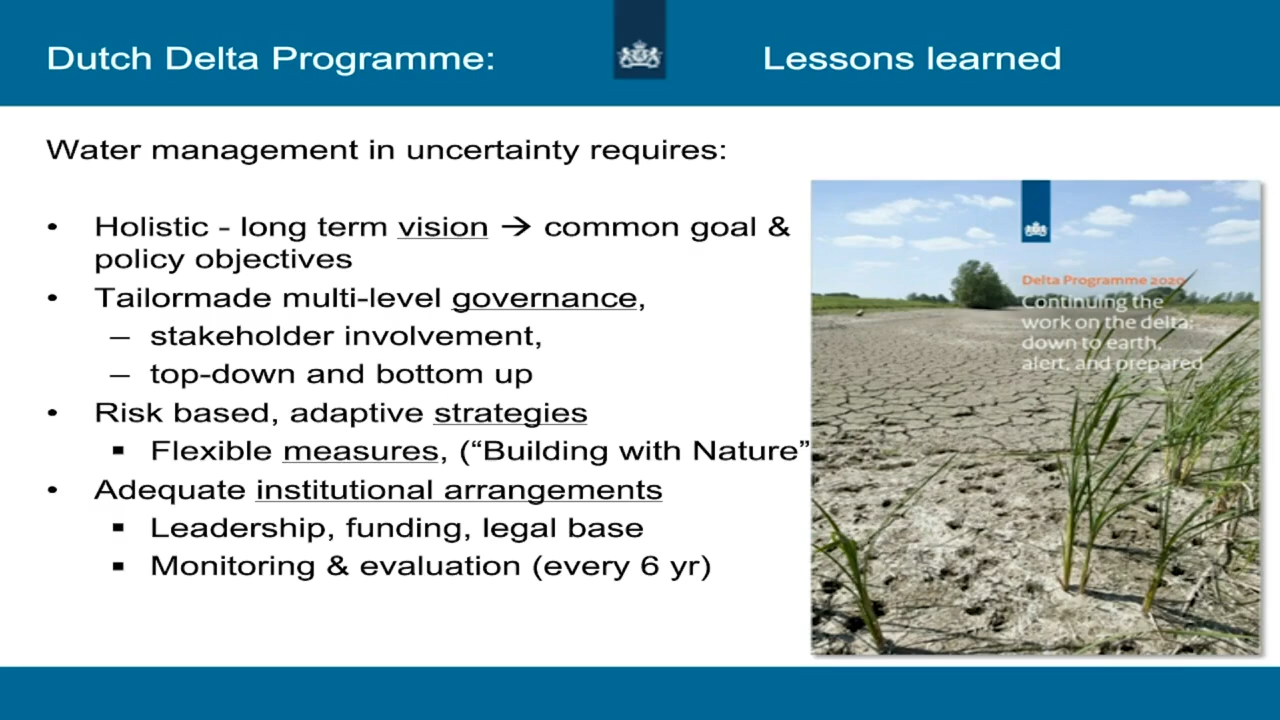 Dutch Delta Programme: Lessons learned
Water management in uncertainty requires:
• Holistic - long term vision → common goal &
policy objectives
• Tailormade multi-level governance,
– stakeholder involvement,
– top-down and bottom up
• Risk based, adaptive strategies
▪ Flexible measures, (“Building with Nature”
• Adequate institutional arrangements
▪ Leadership, funding, legal base
▪ Monitoring & evaluation (every 6 yr)
Delta Programme 2020
Continuing the
work on the delta:
down to earth,
alert, and prepared